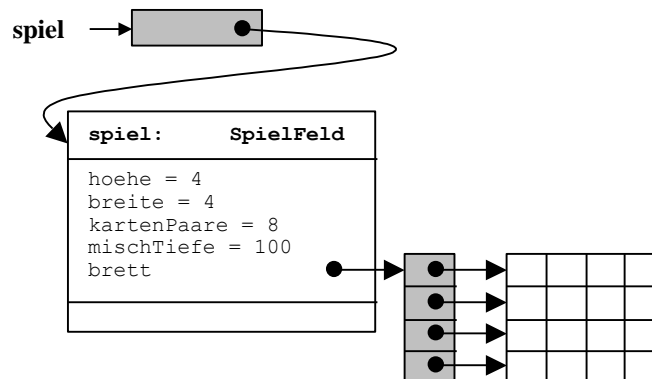 spiel
spiel: SpielFeld
hoehe = 4
breite = 4
kartenPaare = 8
mischTiefe = 100
brett